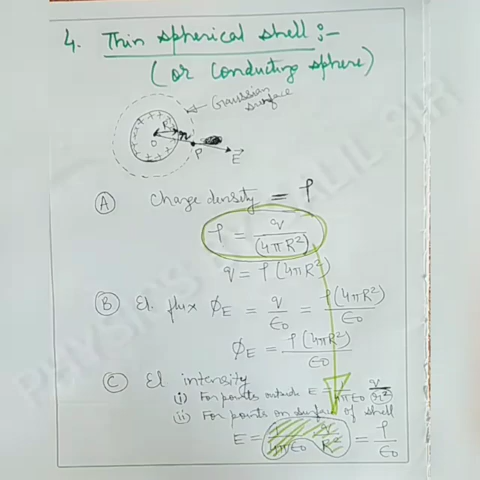 4. Thin spherical shell :-
(or Conducting sphere)
Gaussian surface
R
r
O
P
E⃗
(A) Charge density = ρ
ρ = q/(4πR²)
q = ρ(4πR²)
(B) El. flux ϕE = q/ε0 = ρ(4πR²)/ε0
ϕE = ρ(4πR²)/ε0
(C) El intensity
(i) For points outside E = 1/4πε0 q/r²
(ii) For points on surface of shell
E = 1/4πε0 q/R² = ρ/ε0